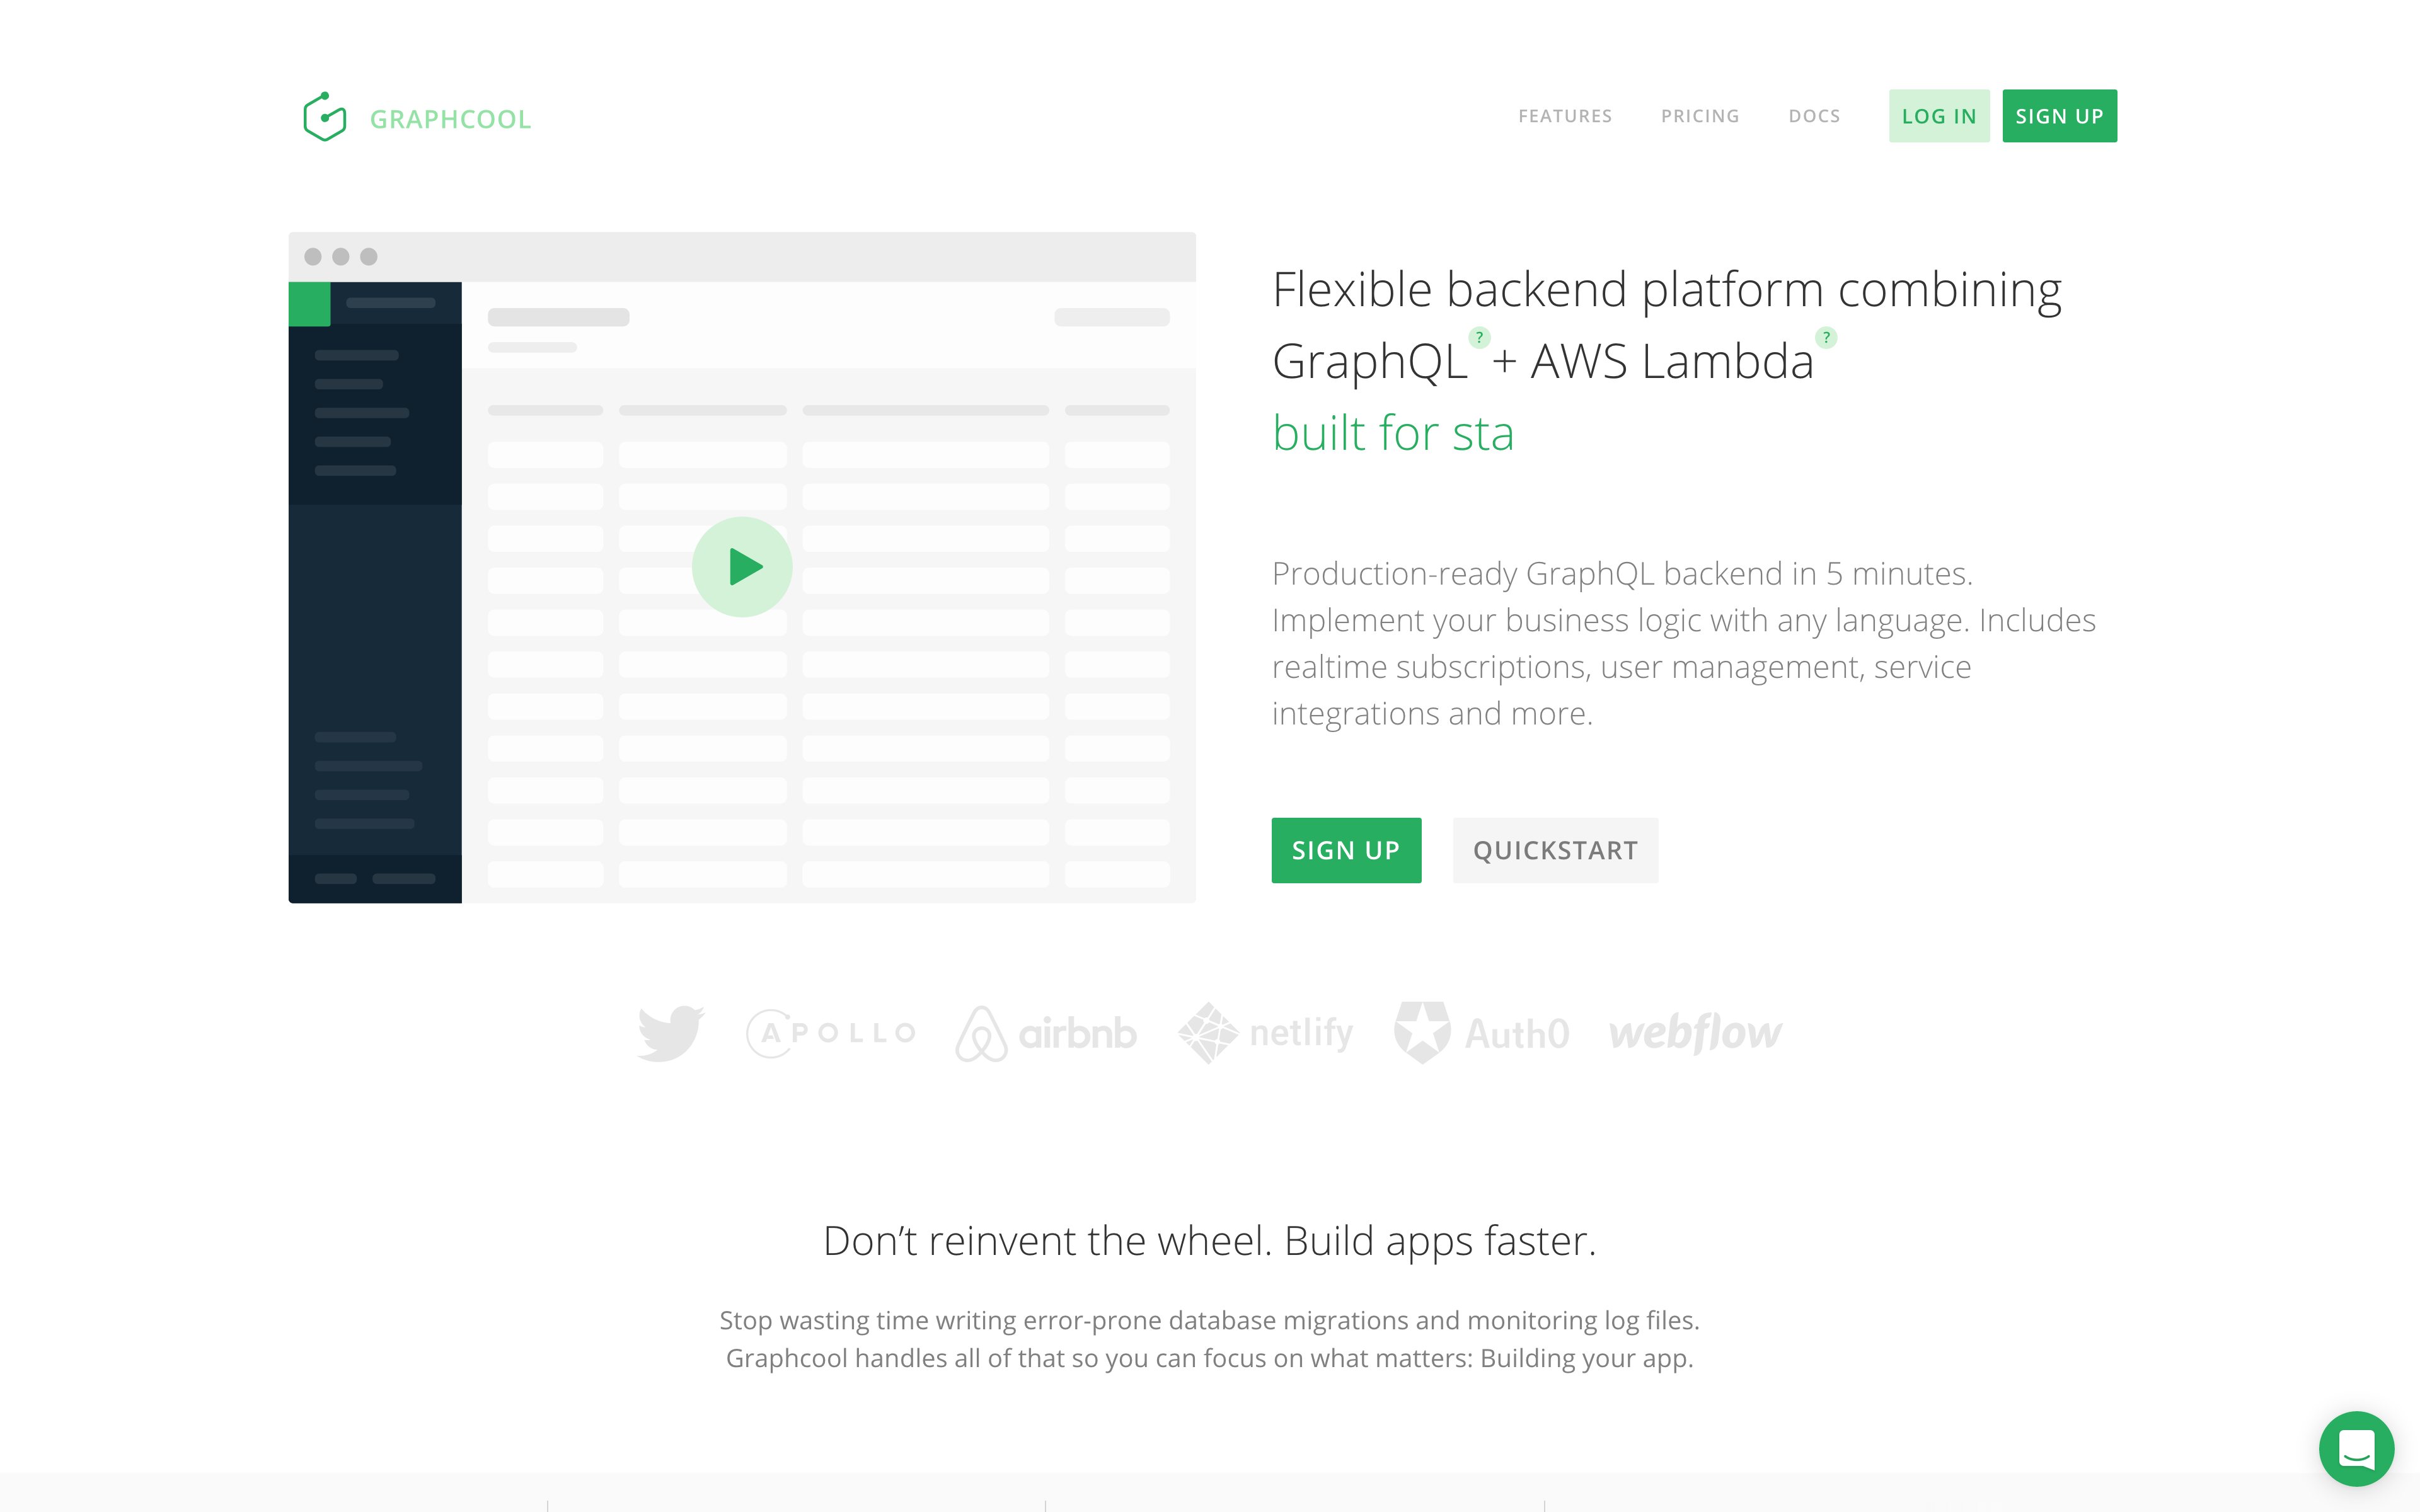 GRAPHCOOL
FEATURES PRICING DOCS LOG IN SIGN UP
Flexible backend platform combining
GraphQL ? + AWS Lambda ?
built for sta
Production-ready GraphQL backend in 5 minutes.
Implement your business logic with any language. Includes
realtime subscriptions, user management, service
integrations and more.
SIGN UP QUICKSTART
APOLLO airbnb netlify Auth0 webflow
Don’t reinvent the wheel. Build apps faster.
Stop wasting time writing error-prone database migrations and monitoring log files.
Graphcool handles all of that so you can focus on what matters: Building your app.